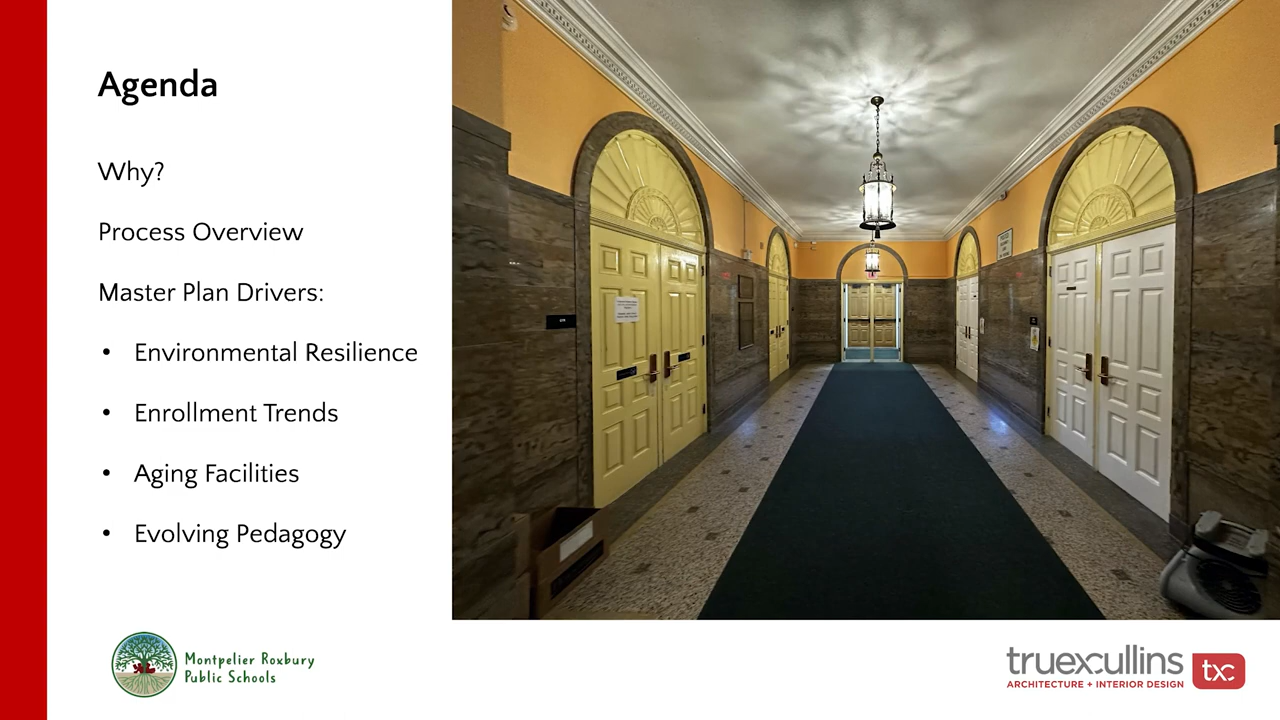 Agenda
Why?
Process Overview
Master Plan Drivers:
• Environmental Resilience
• Enrollment Trends
• Aging Facilities
• Evolving Pedagogy
Montpelier Roxbury
Public Schools
truexcullins
ARCHITECTURE + INTERIOR DESIGN
txc